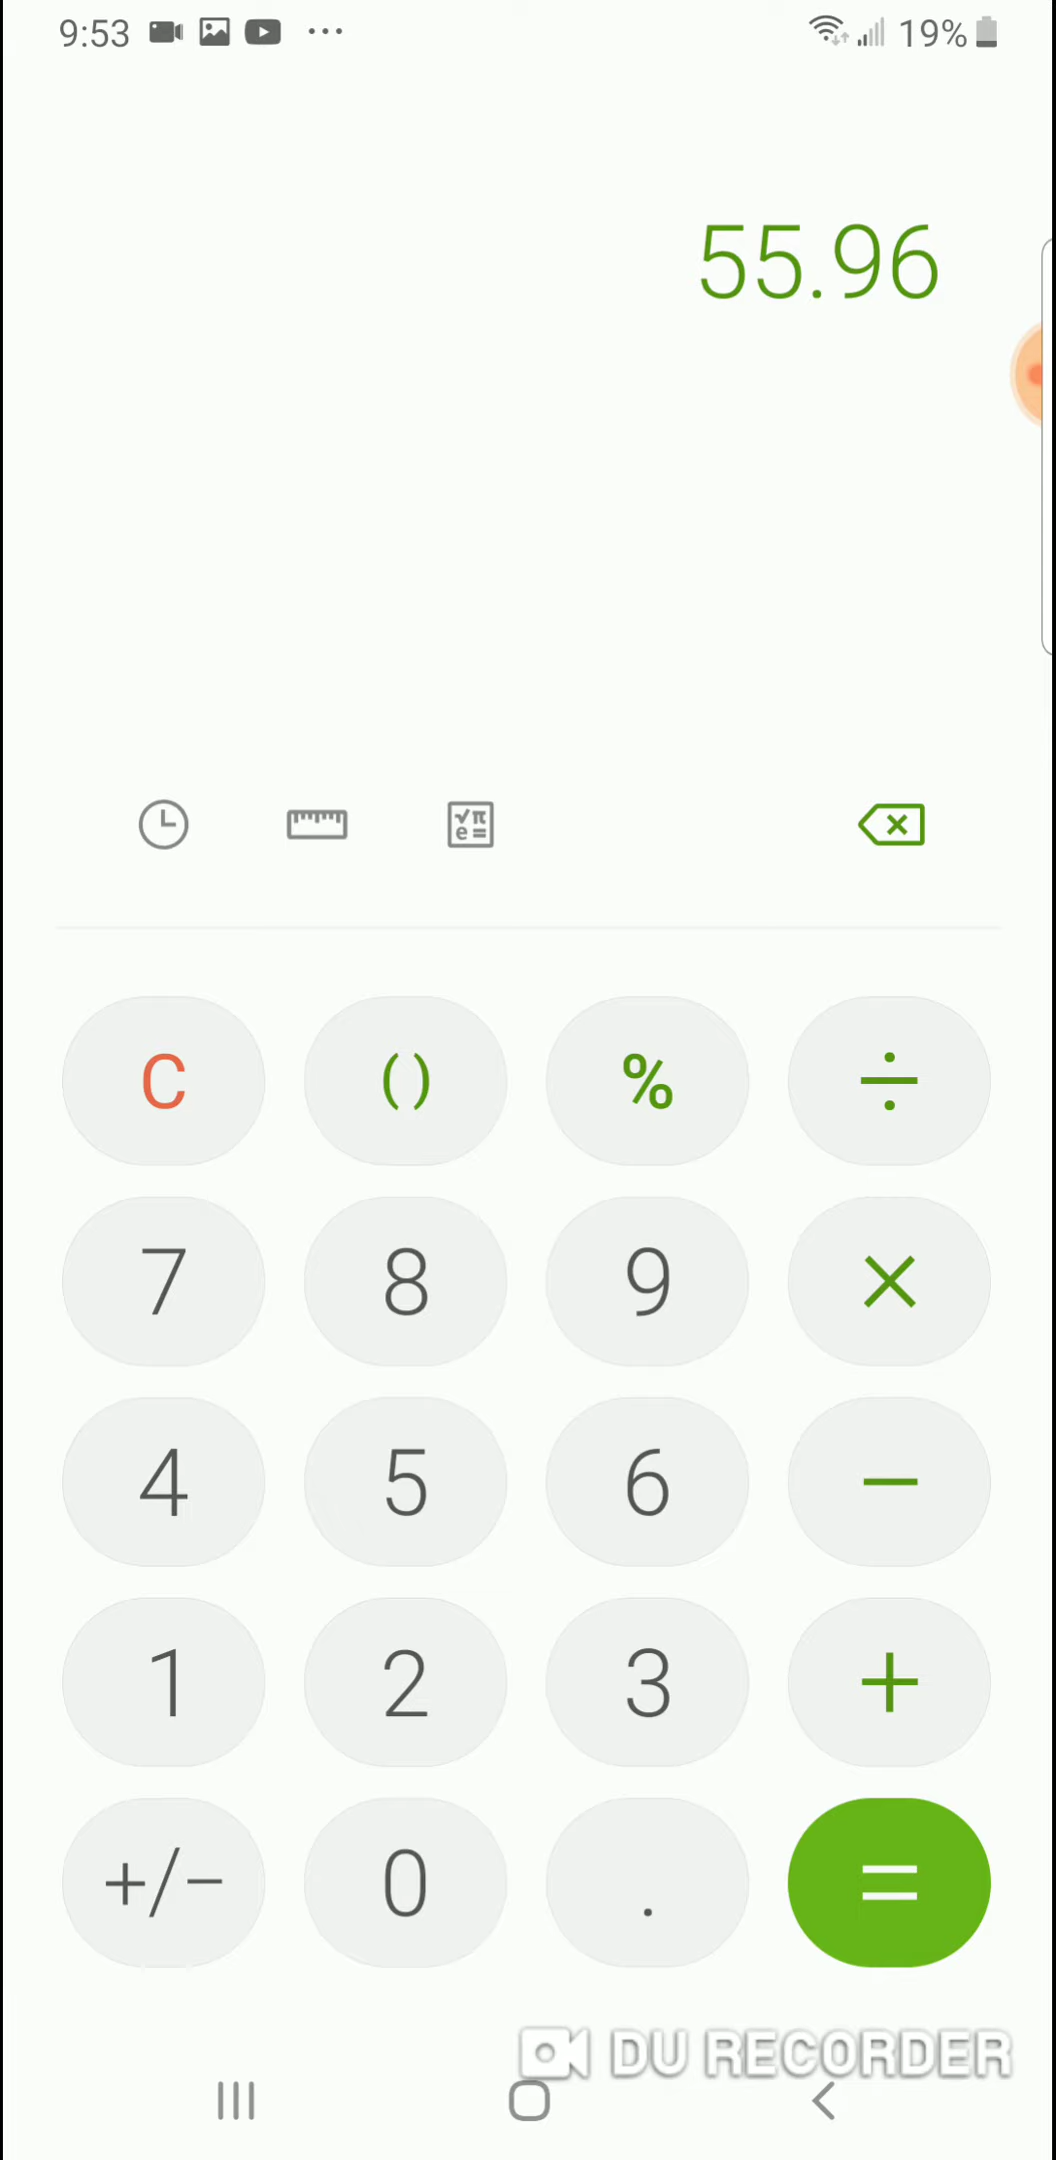 9:53 19%
55.96
√π
e=
C () % ÷
7 8 9 ×
4 5 6 −
1 2 3 +
+/− 0 . =
DU RECORDER